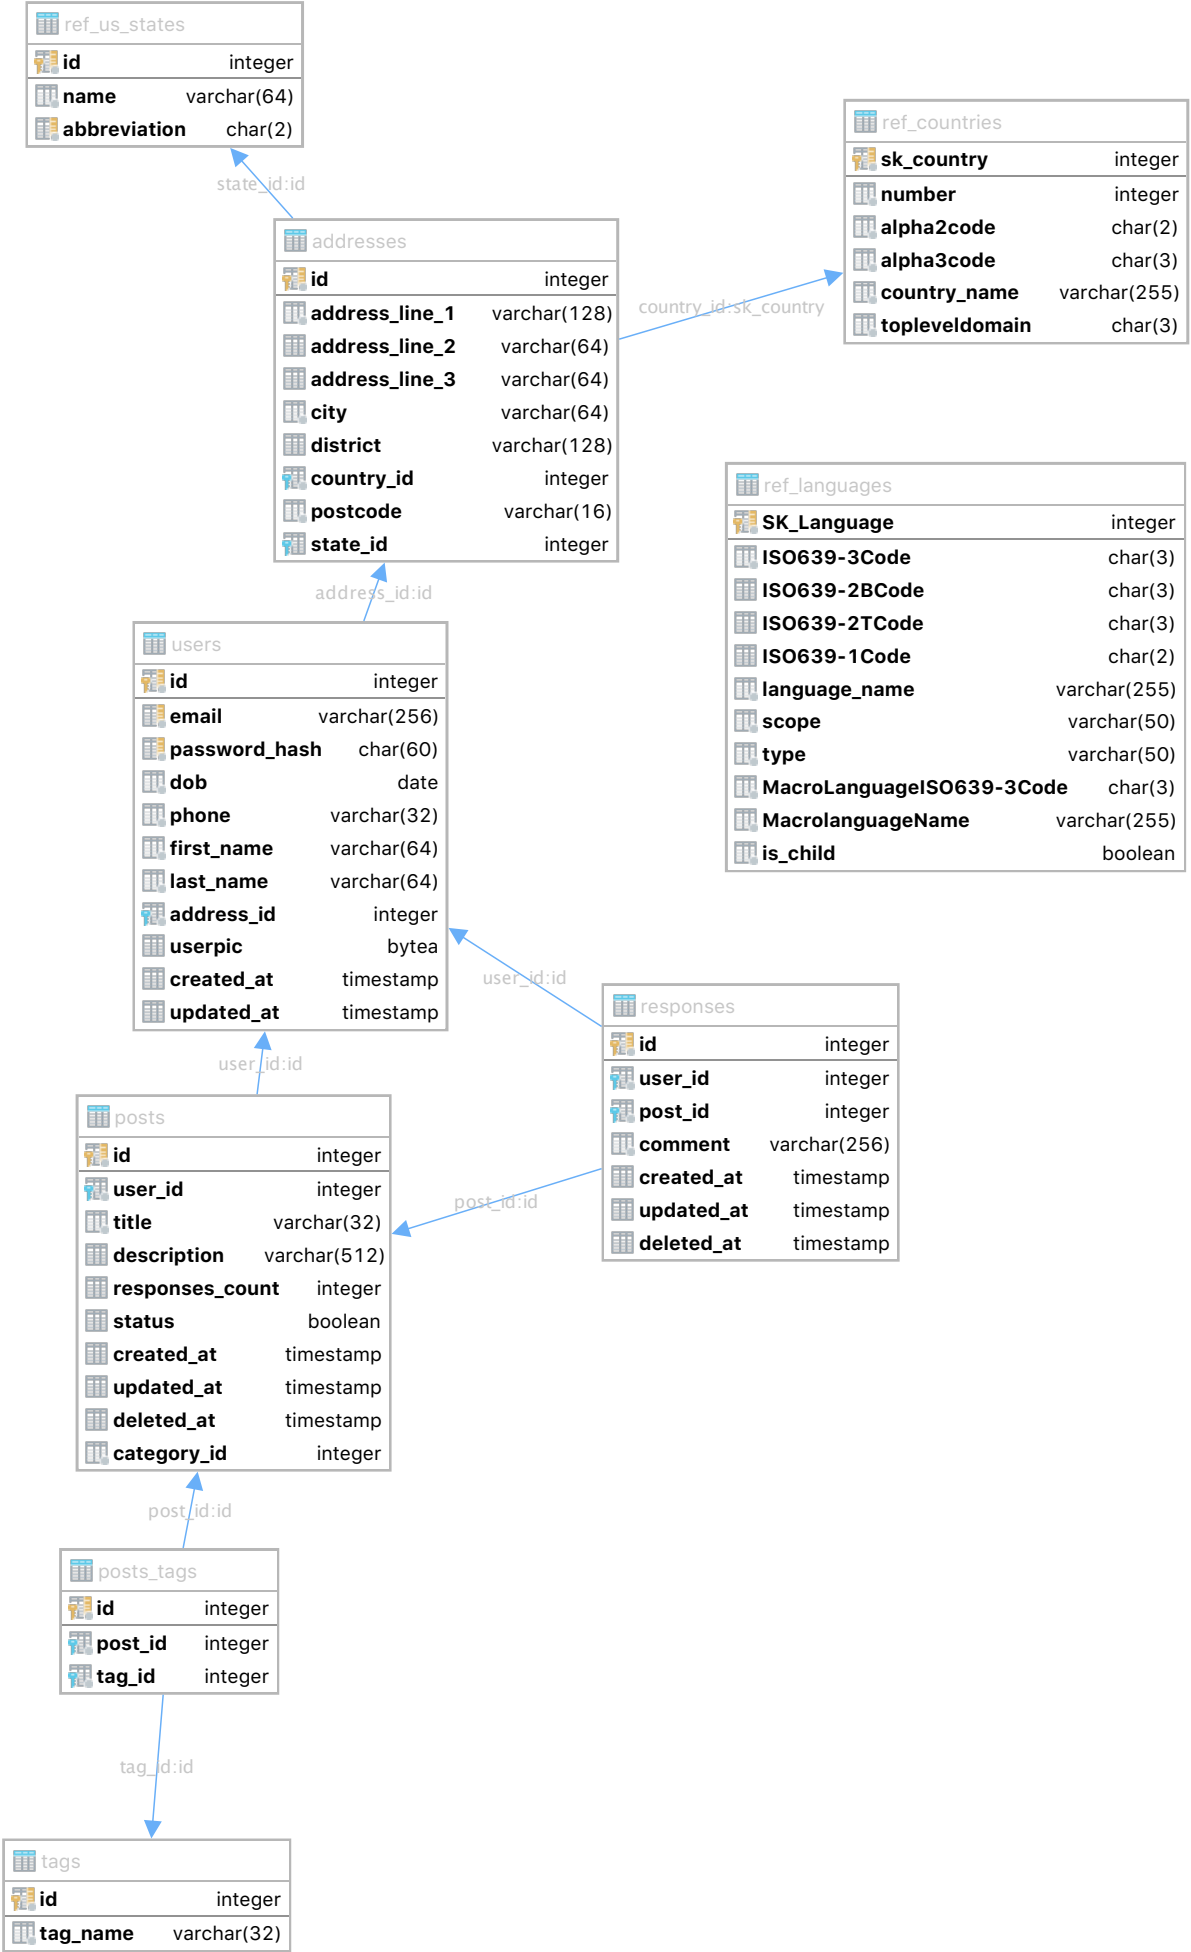 ref_us_states
id integer
name varchar(64)
abbreviation char(2)
state_id:id
ref_countries
sk_country integer
number integer
alpha2code char(2)
alpha3code char(3)
country_name varchar(255)
topleveldomain char(3)
addresses
id integer
address_line_1 varchar(128)
address_line_2 varchar(64)
address_line_3 varchar(64)
city varchar(64)
district varchar(128)
country_id integer
postcode varchar(16)
state_id integer
country_id:sk_country
ref_languages
SK_Language integer
ISO639-3Code char(3)
ISO639-2BCode char(3)
ISO639-2TCode char(3)
ISO639-1Code char(2)
language_name varchar(255)
scope varchar(50)
type varchar(50)
MacroLanguageISO639-3Code char(3)
MacrolanguageName varchar(255)
is_child boolean
address_id:id
users
id integer
email varchar(256)
password_hash char(60)
dob date
phone varchar(32)
first_name varchar(64)
last_name varchar(64)
address_id integer
userpic bytea
created_at timestamp
updated_at timestamp
user_id:id
responses
id integer
user_id integer
post_id integer
comment varchar(256)
created_at timestamp
updated_at timestamp
deleted_at timestamp
user_id:id
posts
id integer
user_id integer
title varchar(32)
description varchar(512)
responses_count integer
status boolean
created_at timestamp
updated_at timestamp
deleted_at timestamp
category_id integer
post_id:id
post_id:id
posts_tags
id integer
post_id integer
tag_id integer
tag_id:id
tags
id integer
tag_name varchar(32)